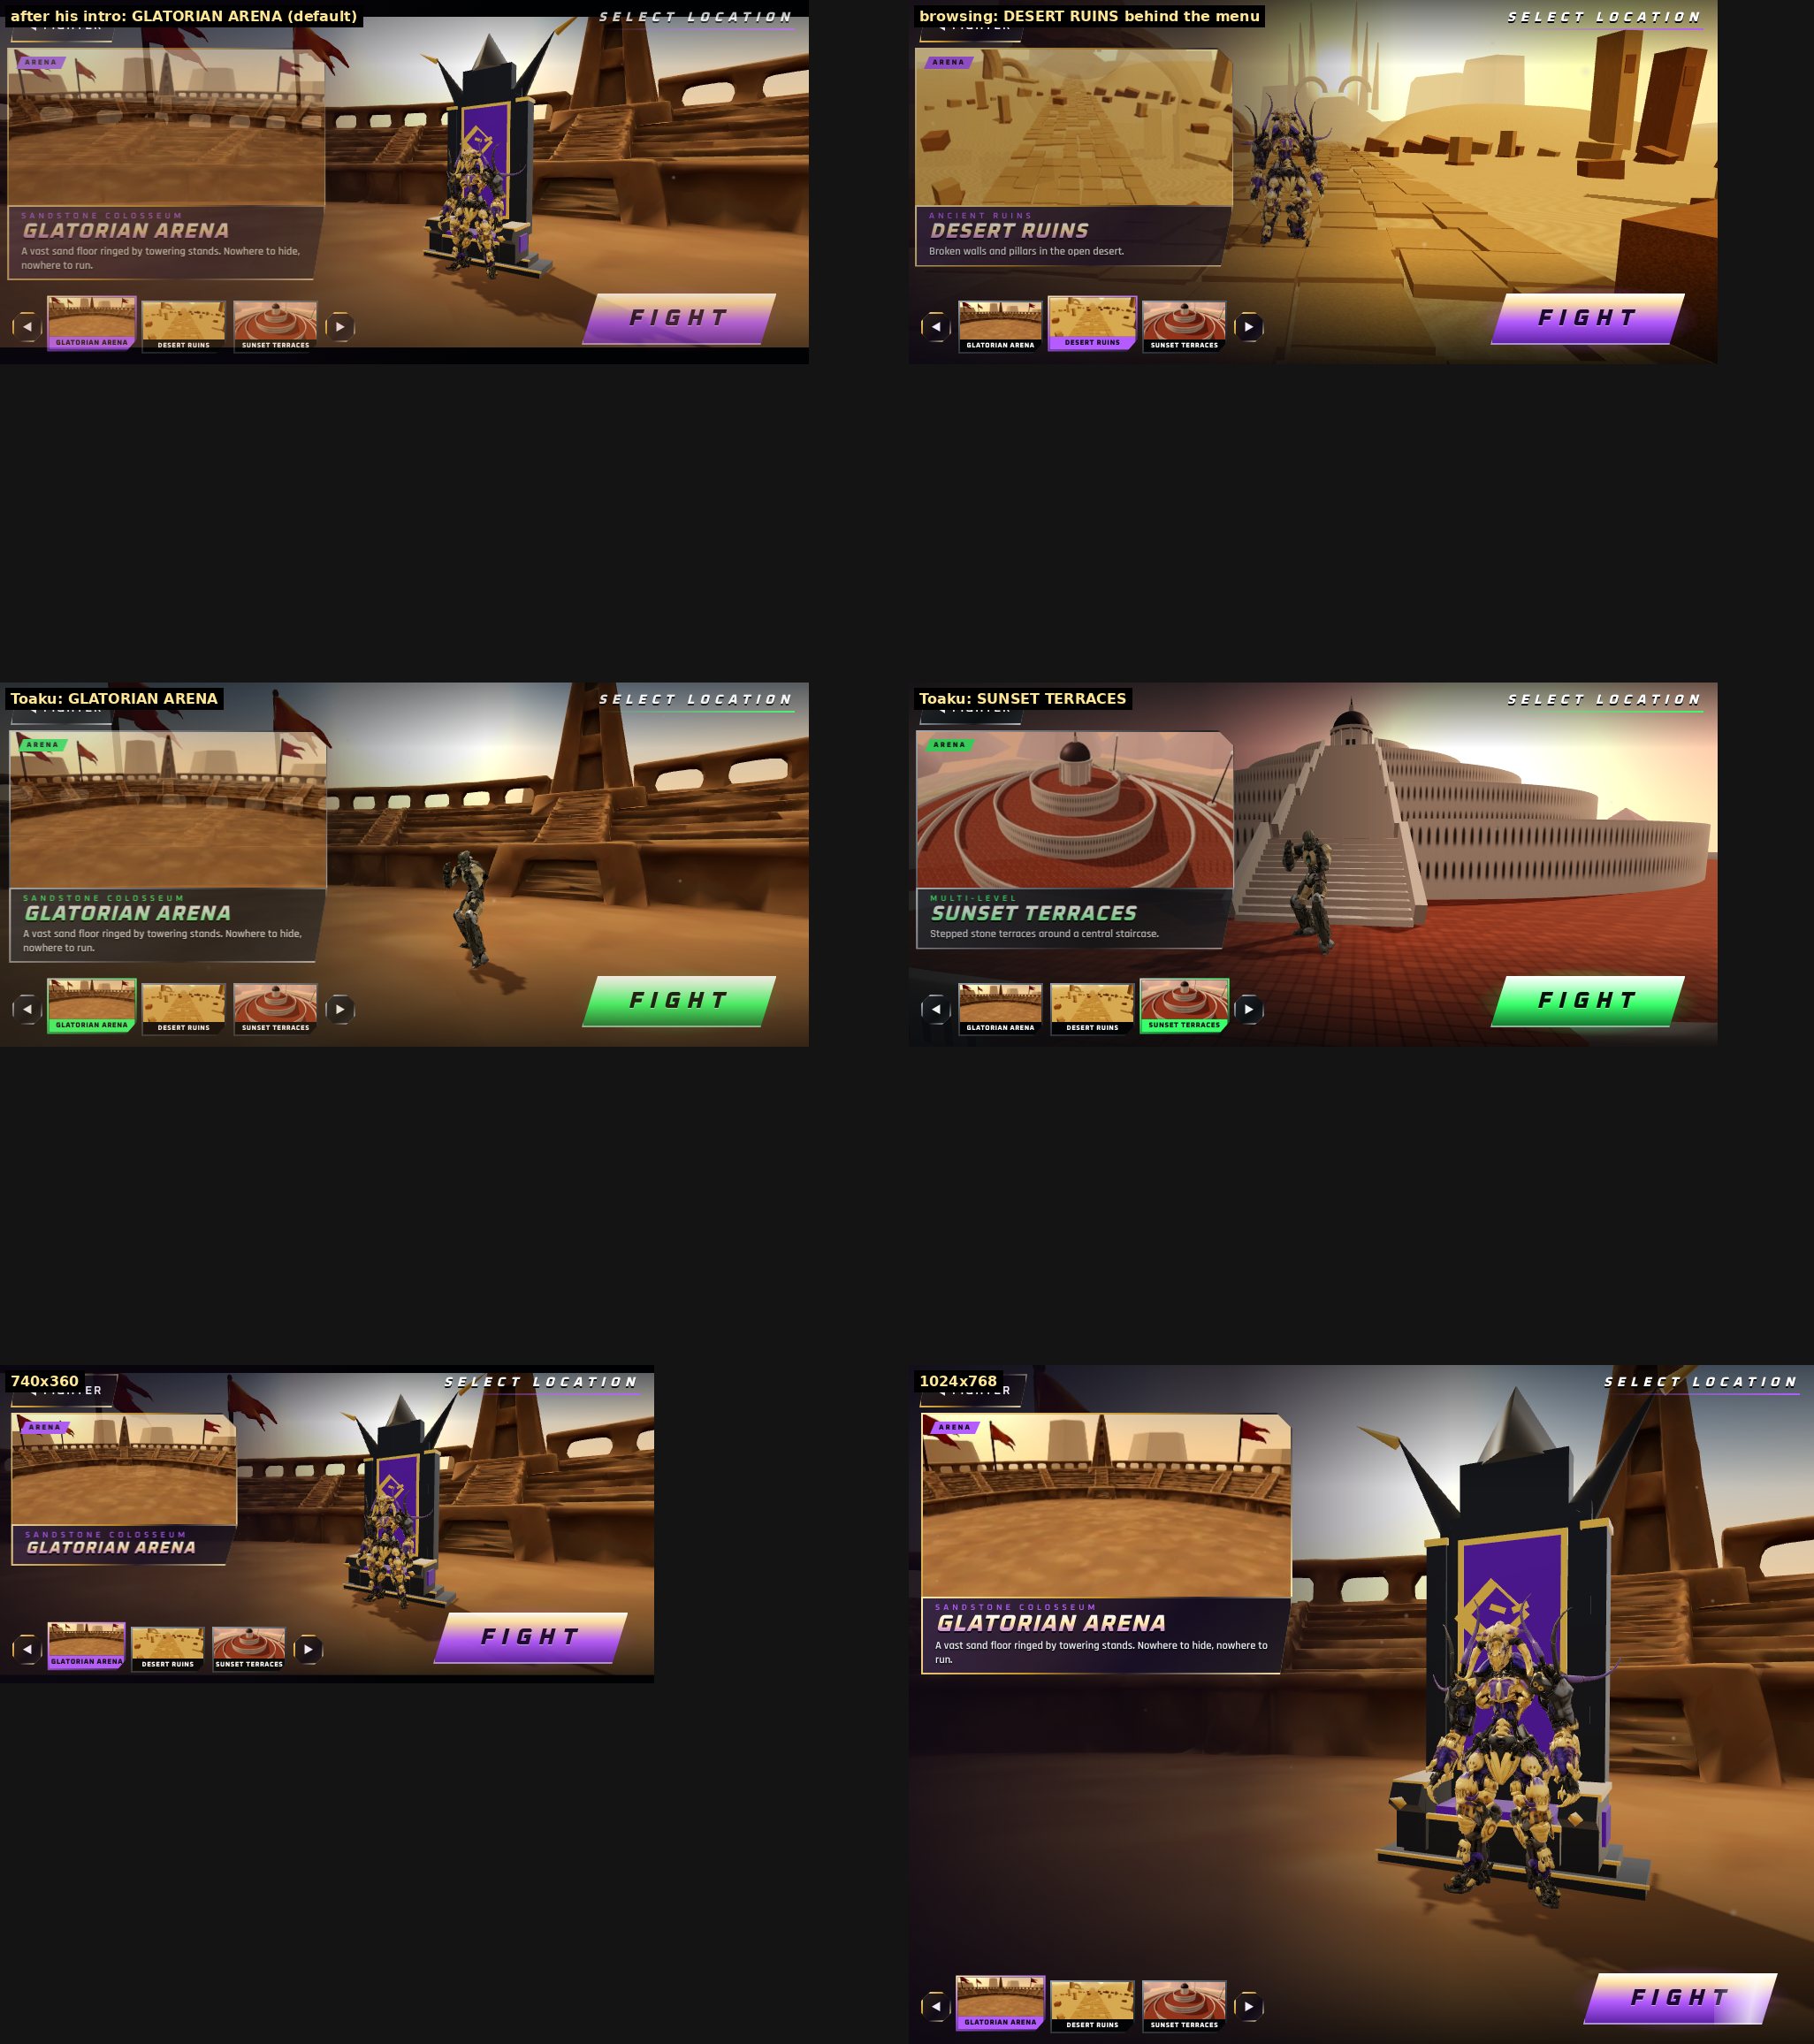 after his intro: GLATORIAN ARENA (default)
SELECT LOCATION
ARENA
SANDSTONE COLOSSEUM
GLATORIAN ARENA
A vast sand floor ringed by towering stands. Nowhere to hide,
nowhere to run.
GLATORIAN ARENA
DESERT RUINS
SUNSET TERRACES
FIGHT
browsing: DESERT RUINS behind the menu
SELECT LOCATION
ARENA
ANCIENT RUINS
DESERT RUINS
Broken walls and pillars in the open desert.
GLATORIAN ARENA
DESERT RUINS
SUNSET TERRACES
FIGHT
Toaku: GLATORIAN ARENA
SELECT LOCATION
ARENA
SANDSTONE COLOSSEUM
GLATORIAN ARENA
A vast sand floor ringed by towering stands. Nowhere to hide,
nowhere to run.
GLATORIAN ARENA
DESERT RUINS
SUNSET TERRACES
FIGHT
Toaku: SUNSET TERRACES
SELECT LOCATION
ARENA
MULTI-LEVEL
SUNSET TERRACES
Stepped stone terraces around a central staircase.
GLATORIAN ARENA
DESERT RUINS
SUNSET TERRACES
FIGHT
740x360
SELECT LOCATION
ARENA
SANDSTONE COLOSSEUM
GLATORIAN ARENA
GLATORIAN ARENA
DESERT RUINS
SUNSET TERRACES
FIGHT
1024x768
SELECT LOCATION
ARENA
SANDSTONE COLOSSEUM
GLATORIAN ARENA
A vast sand floor ringed by towering stands. Nowhere to hide, nowhere to
run.
GLATORIAN ARENA
DESERT RUINS
SUNSET TERRACES
FIGHT